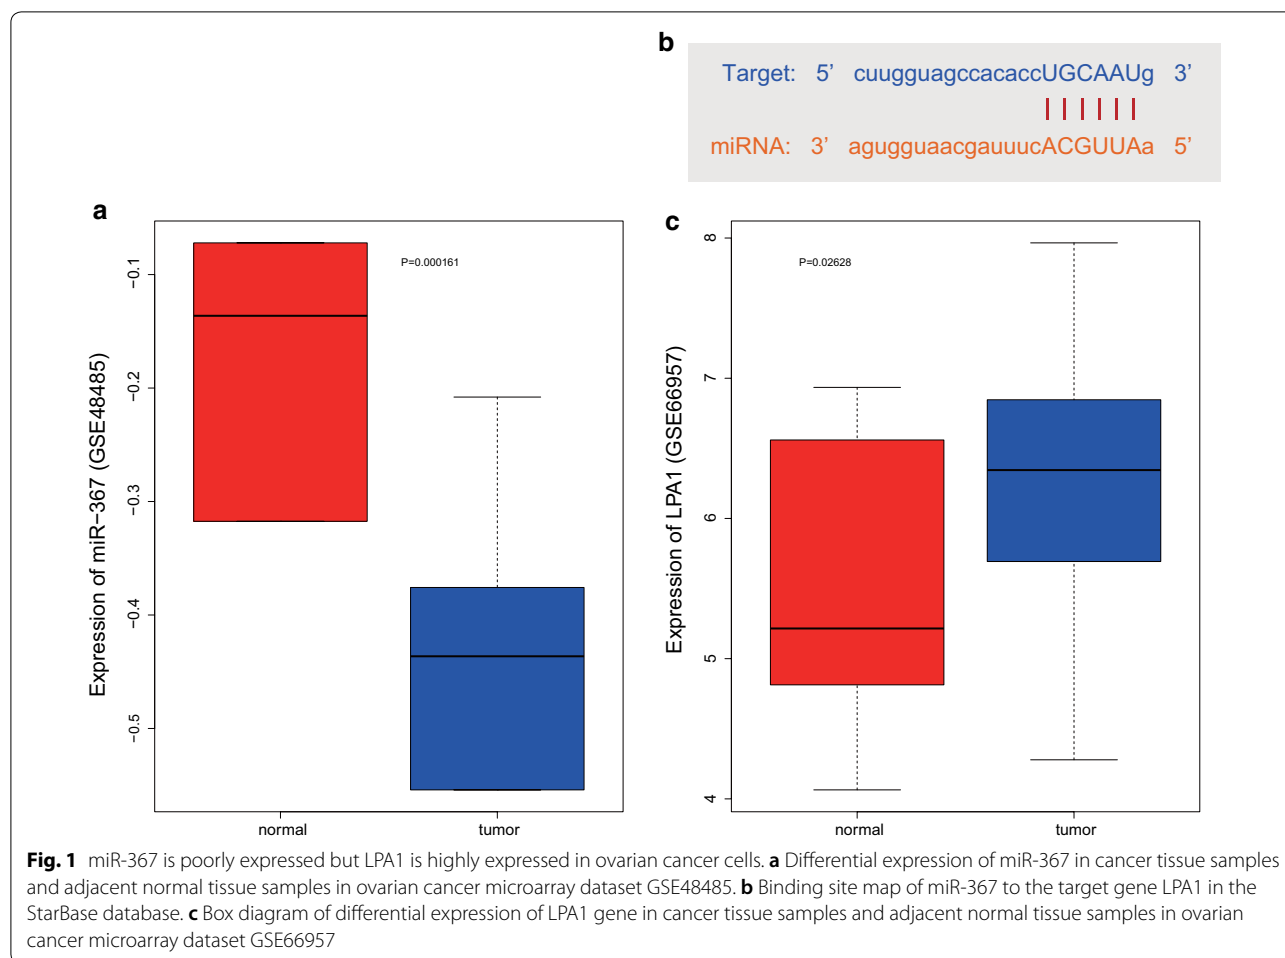 b
Target: 5’ cuugguagccacaccUGCAAUg 3’
miRNA: 3’ agugguaacgauuucACGUUAa 5’
a
P=0.000161
Expression of miR−367 (GSE48485)
−0.1
−0.2
−0.3
−0.4
−0.5
normal
tumor
c
P=0.02628
Expression of LPA1 (GSE66957)
8
7
6
5
4
normal
tumor
Fig. 1 miR-367 is poorly expressed but LPA1 is highly expressed in ovarian cancer cells. a Differential expression of miR-367 in cancer tissue samples
and adjacent normal tissue samples in ovarian cancer microarray dataset GSE48485. b Binding site map of miR-367 to the target gene LPA1 in the
StarBase database. c Box diagram of differential expression of LPA1 gene in cancer tissue samples and adjacent normal tissue samples in ovarian
cancer microarray dataset GSE66957